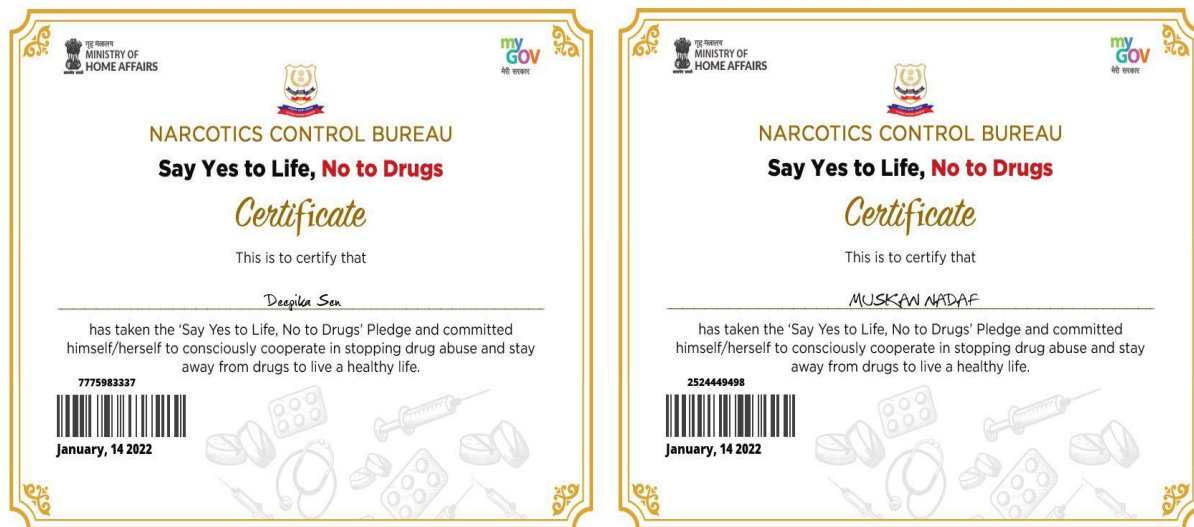 गृह मंत्रालय
MINISTRY OF
HOME AFFAIRS
my
GOV
मेरी सरकार
NARCOTICS CONTROL BUREAU
Say Yes to Life, No to Drugs
Certificate
This is to certify that
Deepika Sen
has taken the 'Say Yes to Life, No to Drugs' Pledge and committed
himself/herself to consciously cooperate in stopping drug abuse and stay
away from drugs to live a healthy life.
7775983337
January, 14 2022
गृह मंत्रालय
MINISTRY OF
HOME AFFAIRS
my
GOV
मेरी सरकार
NARCOTICS CONTROL BUREAU
Say Yes to Life, No to Drugs
Certificate
This is to certify that
MUSKAN NADAF
has taken the 'Say Yes to Life, No to Drugs' Pledge and committed
himself/herself to consciously cooperate in stopping drug abuse and stay
away from drugs to live a healthy life.
2524449498
January, 14 2022